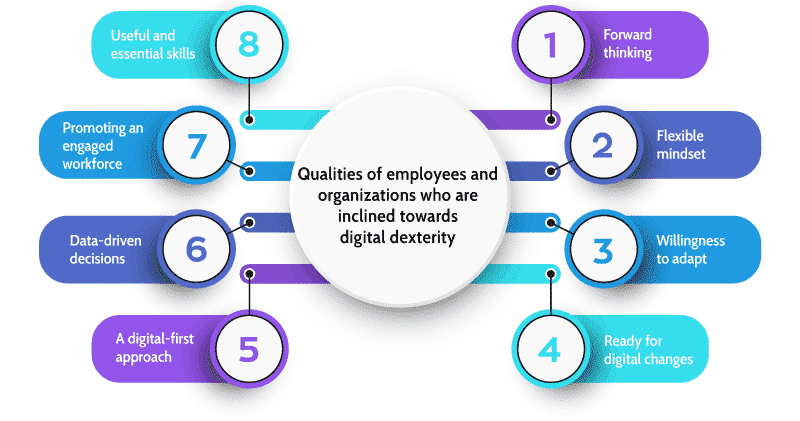 Qualities of employees and
organizations who are
inclined towards
digital dexterity
1
Forward
thinking
2
Flexible
mindset
3
Willingness
to adapt
4
Ready for
digital changes
5
A digital-first
approach
6
Data-driven
decisions
7
Promoting an
engaged
workforce
8
Useful and
essential skills